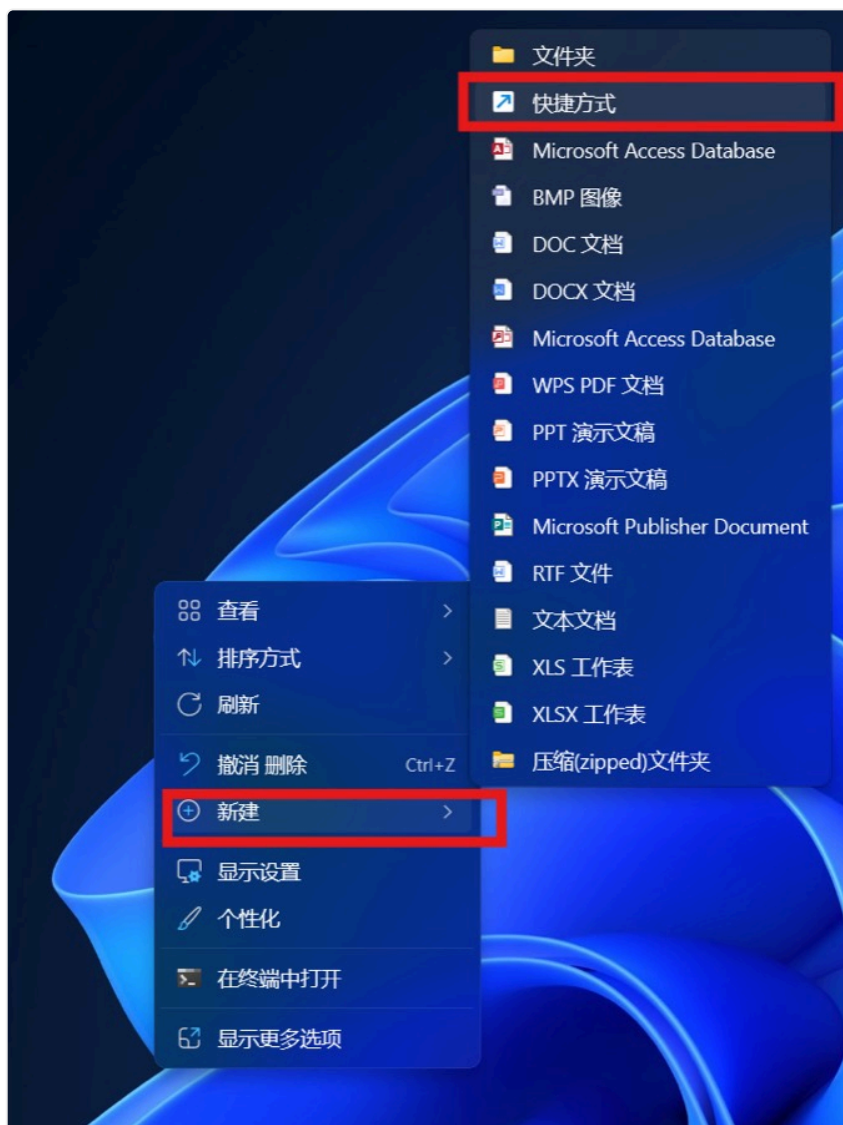 文件夹
快捷方式
Microsoft Access Database
BMP 图像
DOC 文档
DOCX 文档
Microsoft Access Database
WPS PDF 文档
PPT 演示文稿
PPTX 演示文稿
Microsoft Publisher Document
RTF 文件
文本文档
XLS 工作表
XLSX 工作表
压缩(zipped)文件夹
查看
排序方式
刷新
撤消 删除 Ctrl+Z
新建
显示设置
个性化
在终端中打开
显示更多选项